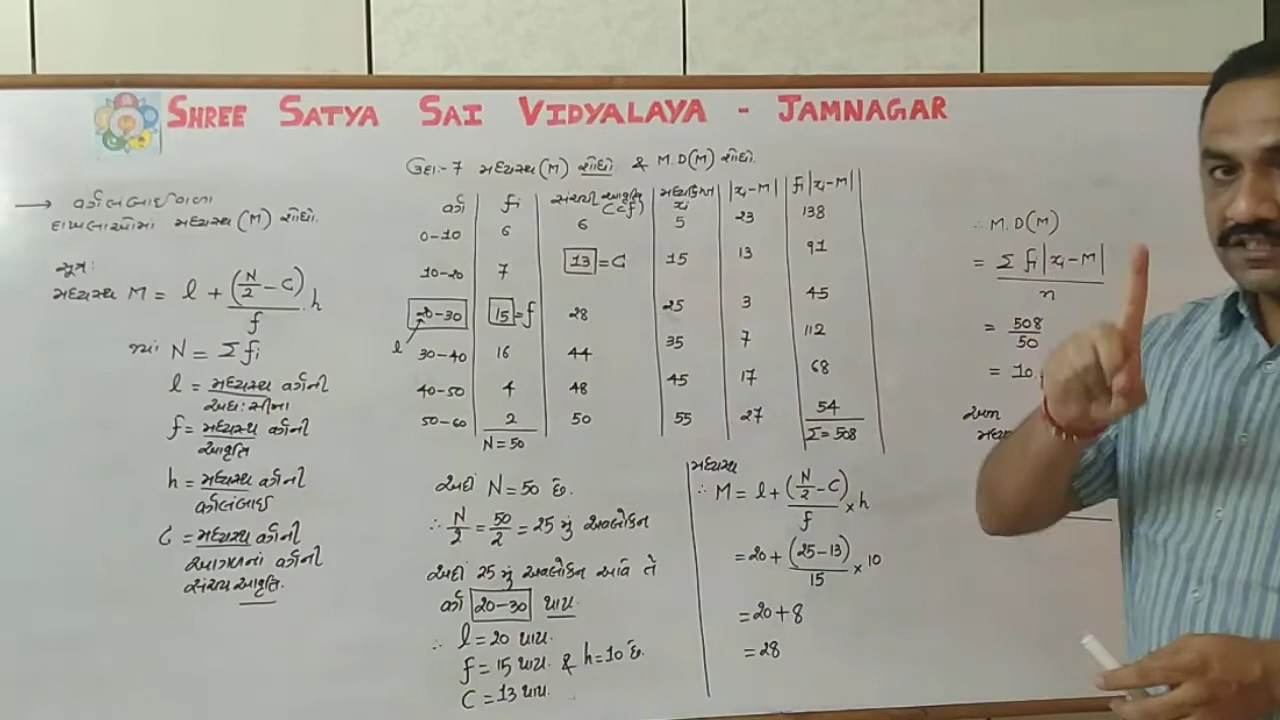 SHREE SATYA SAI VIDYALAYA - JAMNAGAR
ઉદા:-7 મધ્યસ્થ (M) શોધો & M.D(M) શોધો.
→ વર્ગલંબાઈવાળા
દાખલાઓમાં મધ્યસ્થ (M) શોધો.
સૂત્ર:
મધ્યસ્થ M = l + (N/2 - C)/f . h
જ્યાં N = Σ fi
l = મધ્યસ્થ વર્ગની
અધ:સીમા
f = મધ્યસ્થ વર્ગની
આવૃત્તિ
h = મધ્યસ્થ વર્ગની
વર્ગલંબાઈ
C = મધ્યસ્થ વર્ગની
આગળનાં વર્ગની
સંચયી આવૃત્તિ.
વર્ગ fi સંચયી આવૃત્તિ (cf) મધ્યકિંમત xi |xi-M| fi|xi-M|
0-10 6 6 5 23 138
10-20 7 13 = C 15 13 91
20-30 15 = f 28 25 3 45
l
30-40 16 44 35 7 112
40-50 4 48 45 17 68
50-60 2 50 55 27 54
N = 50 Σ = 508
અહીં N = 50 છે.
∴ N/2 = 50/2 = 25 મું અવલોકન
અહીં 25 મું અવલોકન આવે તે
વર્ગ 20-30 થાય.
∴ l = 20 થાય.
f = 15 થાય. & h = 10 છે.
C = 13 થાય.
મધ્યસ્થ
∴ M = l + (N/2 - C)/f × h
= 20 + (25-13)/15 × 10
= 20 + 8
= 28
∴ M.D(M)
= Σ fi|xi-M| / n
= 508/50
= 10.
આમ